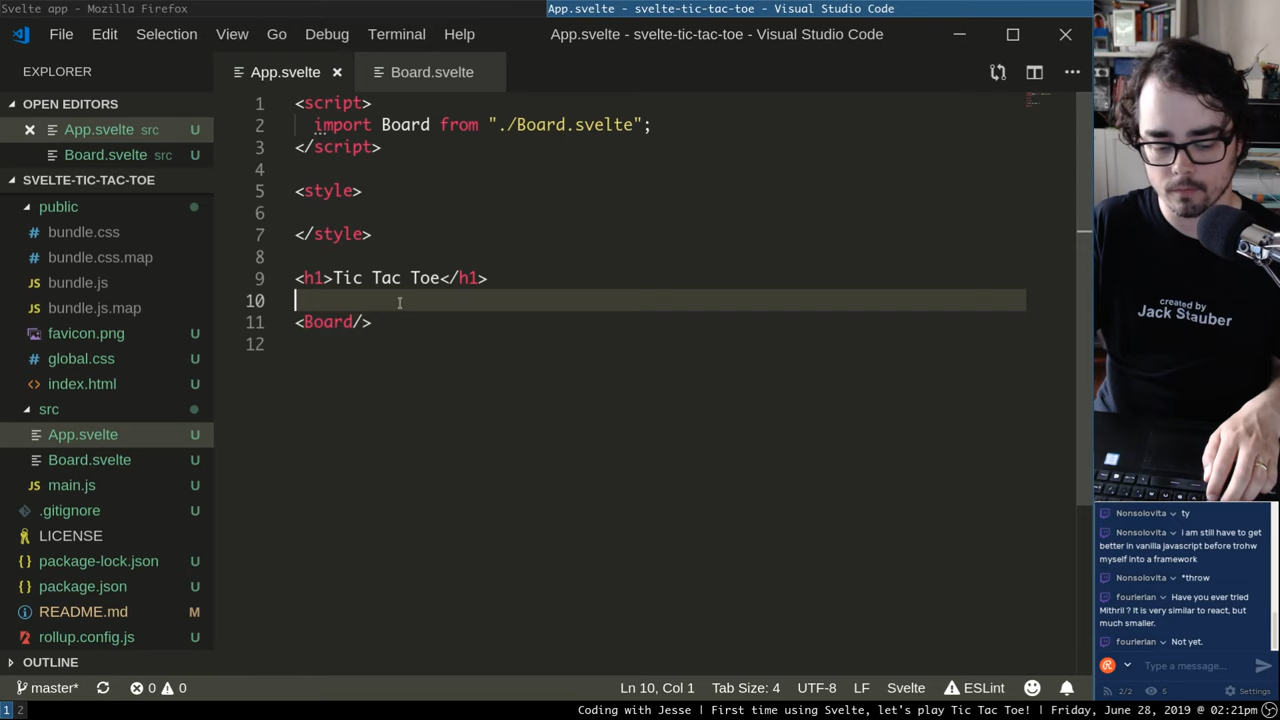 Svelte app - Mozilla Firefox
App.svelte - svelte-tic-tac-toe - Visual Studio Code
File Edit Selection View Go Debug Terminal Help
App.svelte - svelte-tic-tac-toe - Visual Studio Code
EXPLORER
OPEN EDITORS
App.svelte src U
Board.svelte src U
SVELTE-TIC-TAC-TOE
public
bundle.css
bundle.css.map
bundle.js
bundle.js.map
favicon.png U
global.css U
index.html U
src
App.svelte U
Board.svelte U
main.js U
.gitignore U
LICENSE
package-lock.json U
package.json U
README.md M
rollup.config.js U
OUTLINE
App.svelte
Board.svelte
1 <script>
2 import Board from "./Board.svelte";
3 </script>
4
5 <style>
6
7 </style>
8
9 <h1>Tic Tac Toe</h1>
10
11 <Board/>
12
created by
Jack Stauber
Nonsolovita ty
Nonsolovita I am still have to get
better in vanilla javascript before trohw
myself into a framework
Nonsolovita *throw
fourierian Have you ever tried
Mithril ? It is very similar to react, but
much smaller.
fourierian Not yet.
Type a message...
2/2 5 Settings
master* 0 0 Ln 10, Col 1 Tab Size: 4 UTF-8 LF Svelte ESLint
1 2 Coding with Jesse | First time using Svelte, let's play Tic Tac Toe! | Friday, June 28, 2019 @ 02:21pm